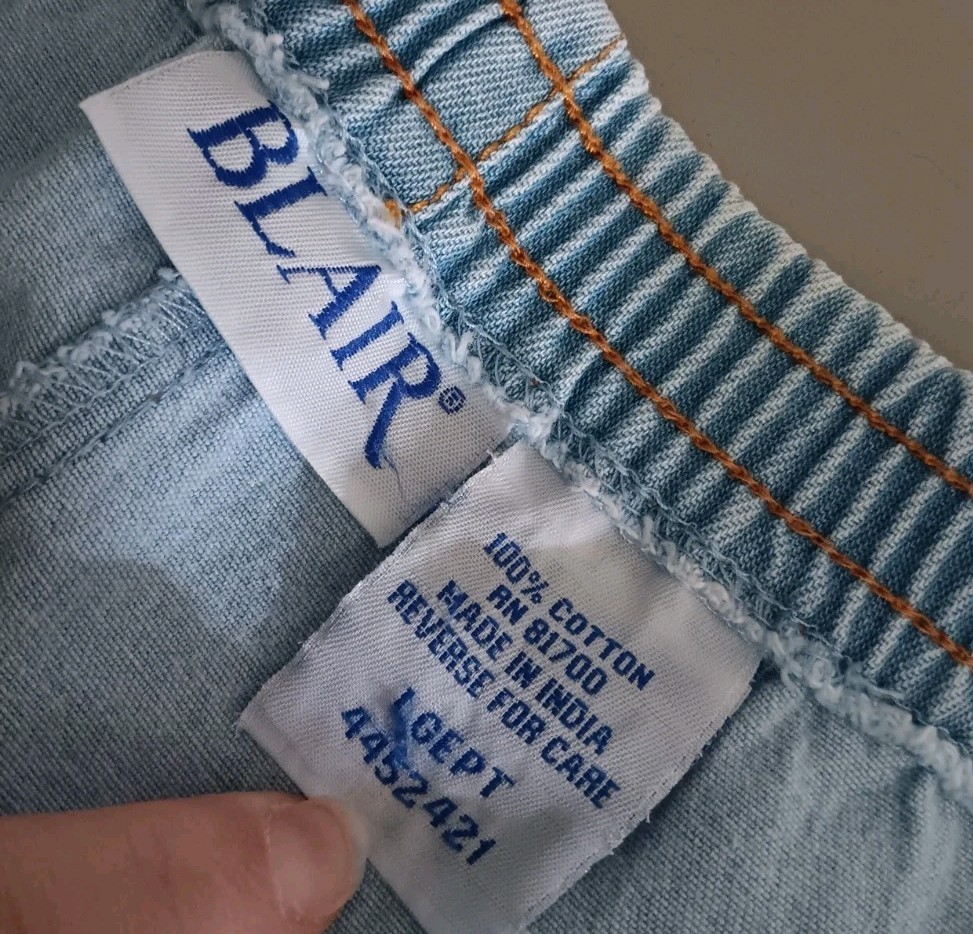 BLAIR®
100% COTTON
RN 81700
MADE IN INDIA
REVERSE FOR CARE
LGEPT
4452421